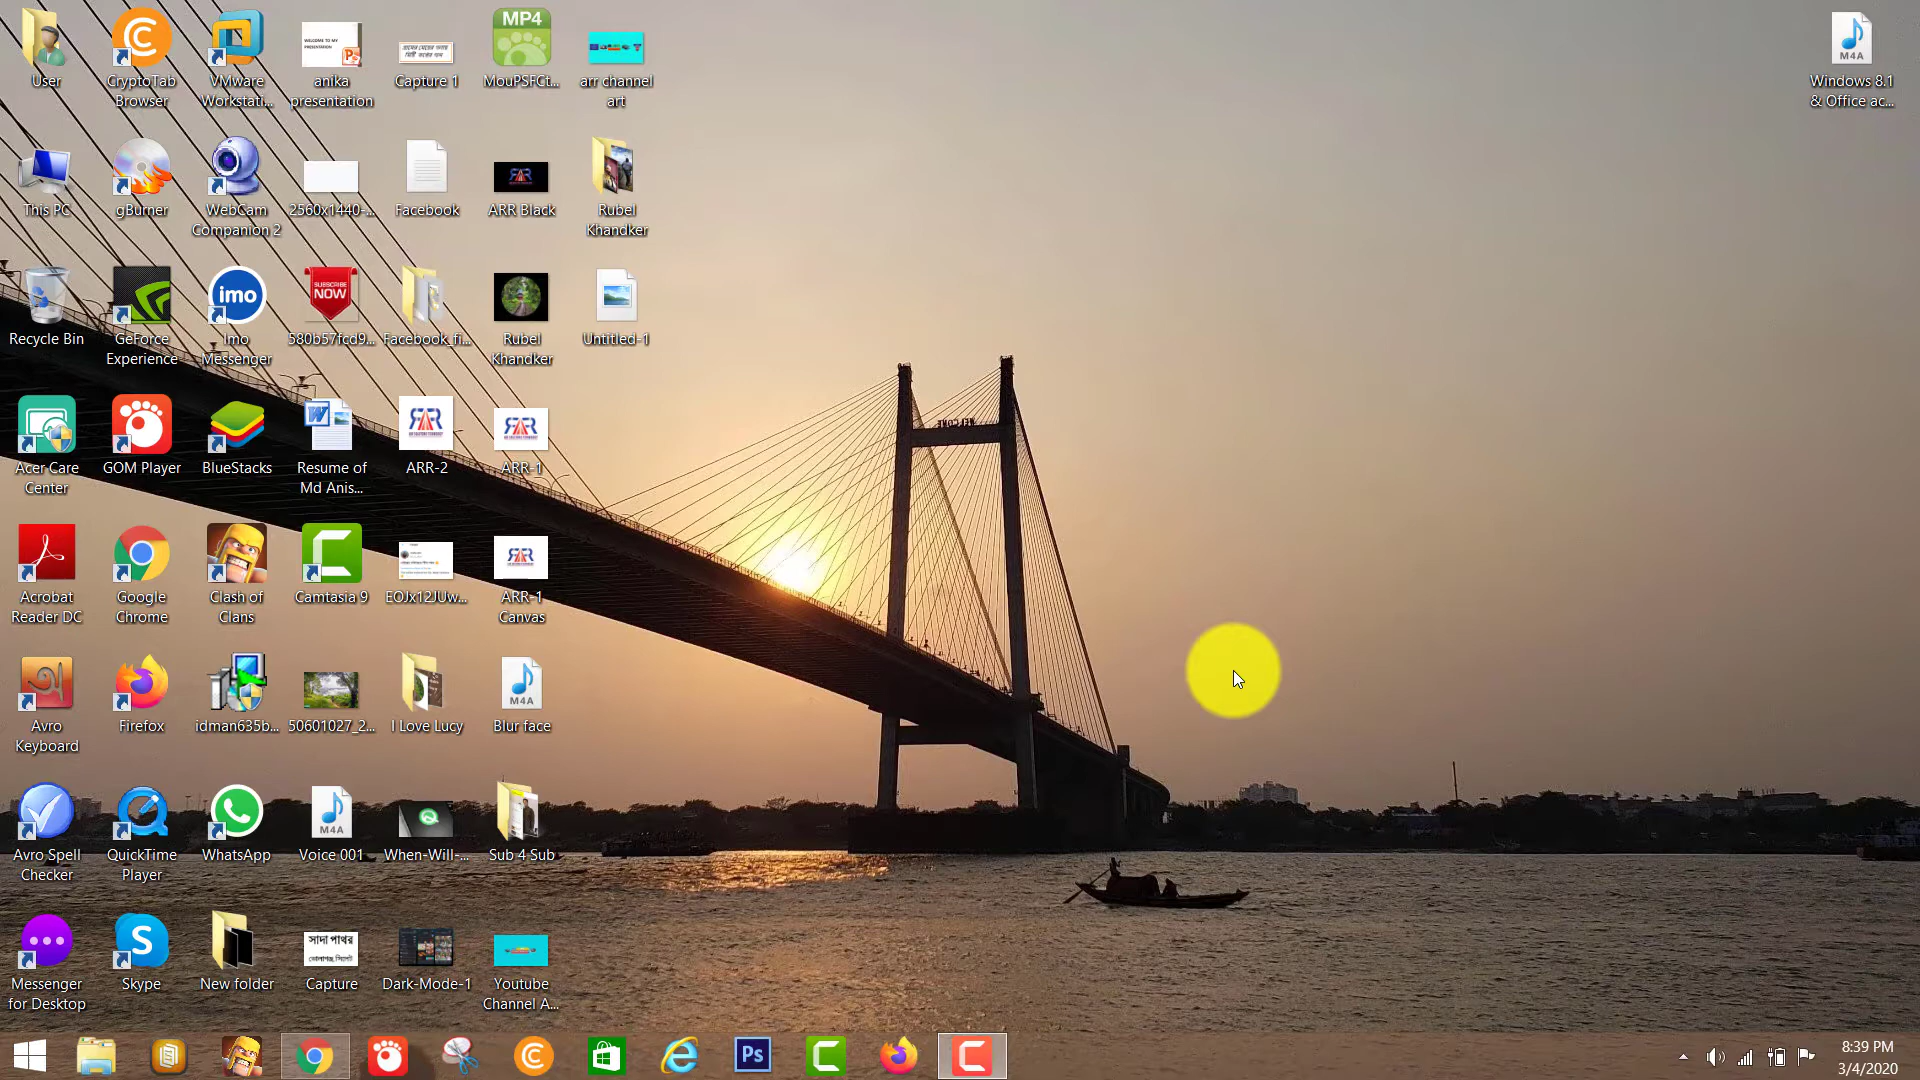 User
CryptoTab
Browser
VMware
Workstati...
WELCOME TO MY
PRESENTATION
anika
presentation
Capture 1
MP4
MouPSFCt...
arr channel
art
M4A
Windows 8.1
& Office ac...
This PC
gBurner
WebCam
Companion 2
2560x1440-...
Facebook
ARR Black
Rubel
Khandker
Recycle Bin
GeForce
Experience
imo
Imo
Messenger
SUBSCRIBE
NOW
580b57fcd9...
Facebook_fi...
Rubel
Khandker
Untitled-1
Acer Care
Center
GOM Player
BlueStacks
Resume of
Md Anis...
ARR-2
ARR-1
Acrobat
Reader DC
Google
Chrome
Clash of
Clans
Camtasia 9
EOJx12JUw...
ARR-1
Canvas
অ
Avro
Keyboard
Firefox
idman635b...
50601027_2...
I Love Lucy
M4A
Blur face
Avro Spell
Checker
QuickTime
Player
WhatsApp
M4A
Voice 001
When-Will-...
Sub 4 Sub
Messenger
for Desktop
Skype
New folder
সাদা পাথর
ভোলাগঞ্জ সিলেট
Capture
Dark-Mode-1
Youtube
Channel A...
Ps
8:39 PM
3/4/2020